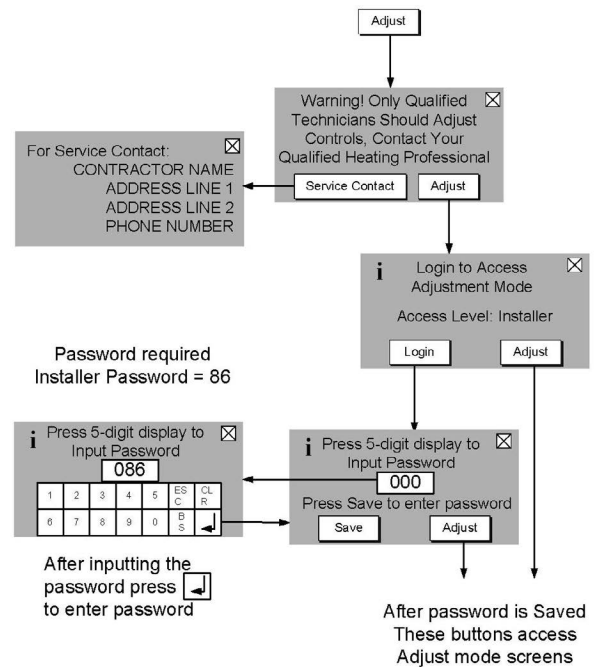 Adjust
Warning! Only Qualified
Technicians Should Adjust
Controls, Contact Your
Qualified Heating Professional
Service Contact
Adjust
For Service Contact:
CONTRACTOR NAME
ADDRESS LINE 1
ADDRESS LINE 2
PHONE NUMBER
i
Login to Access
Adjustment Mode
Access Level: Installer
Login
Adjust
Password required
Installer Password = 86
i
Press 5-digit display to
Input Password
086
1 2 3 4 5 ES CL
C R
6 7 8 9 0 B
S
i
Press 5-digit display to
Input Password
000
Press Save to enter password
Save
Adjust
After inputting the
password press
to enter password
After password is Saved
These buttons access
Adjust mode screens